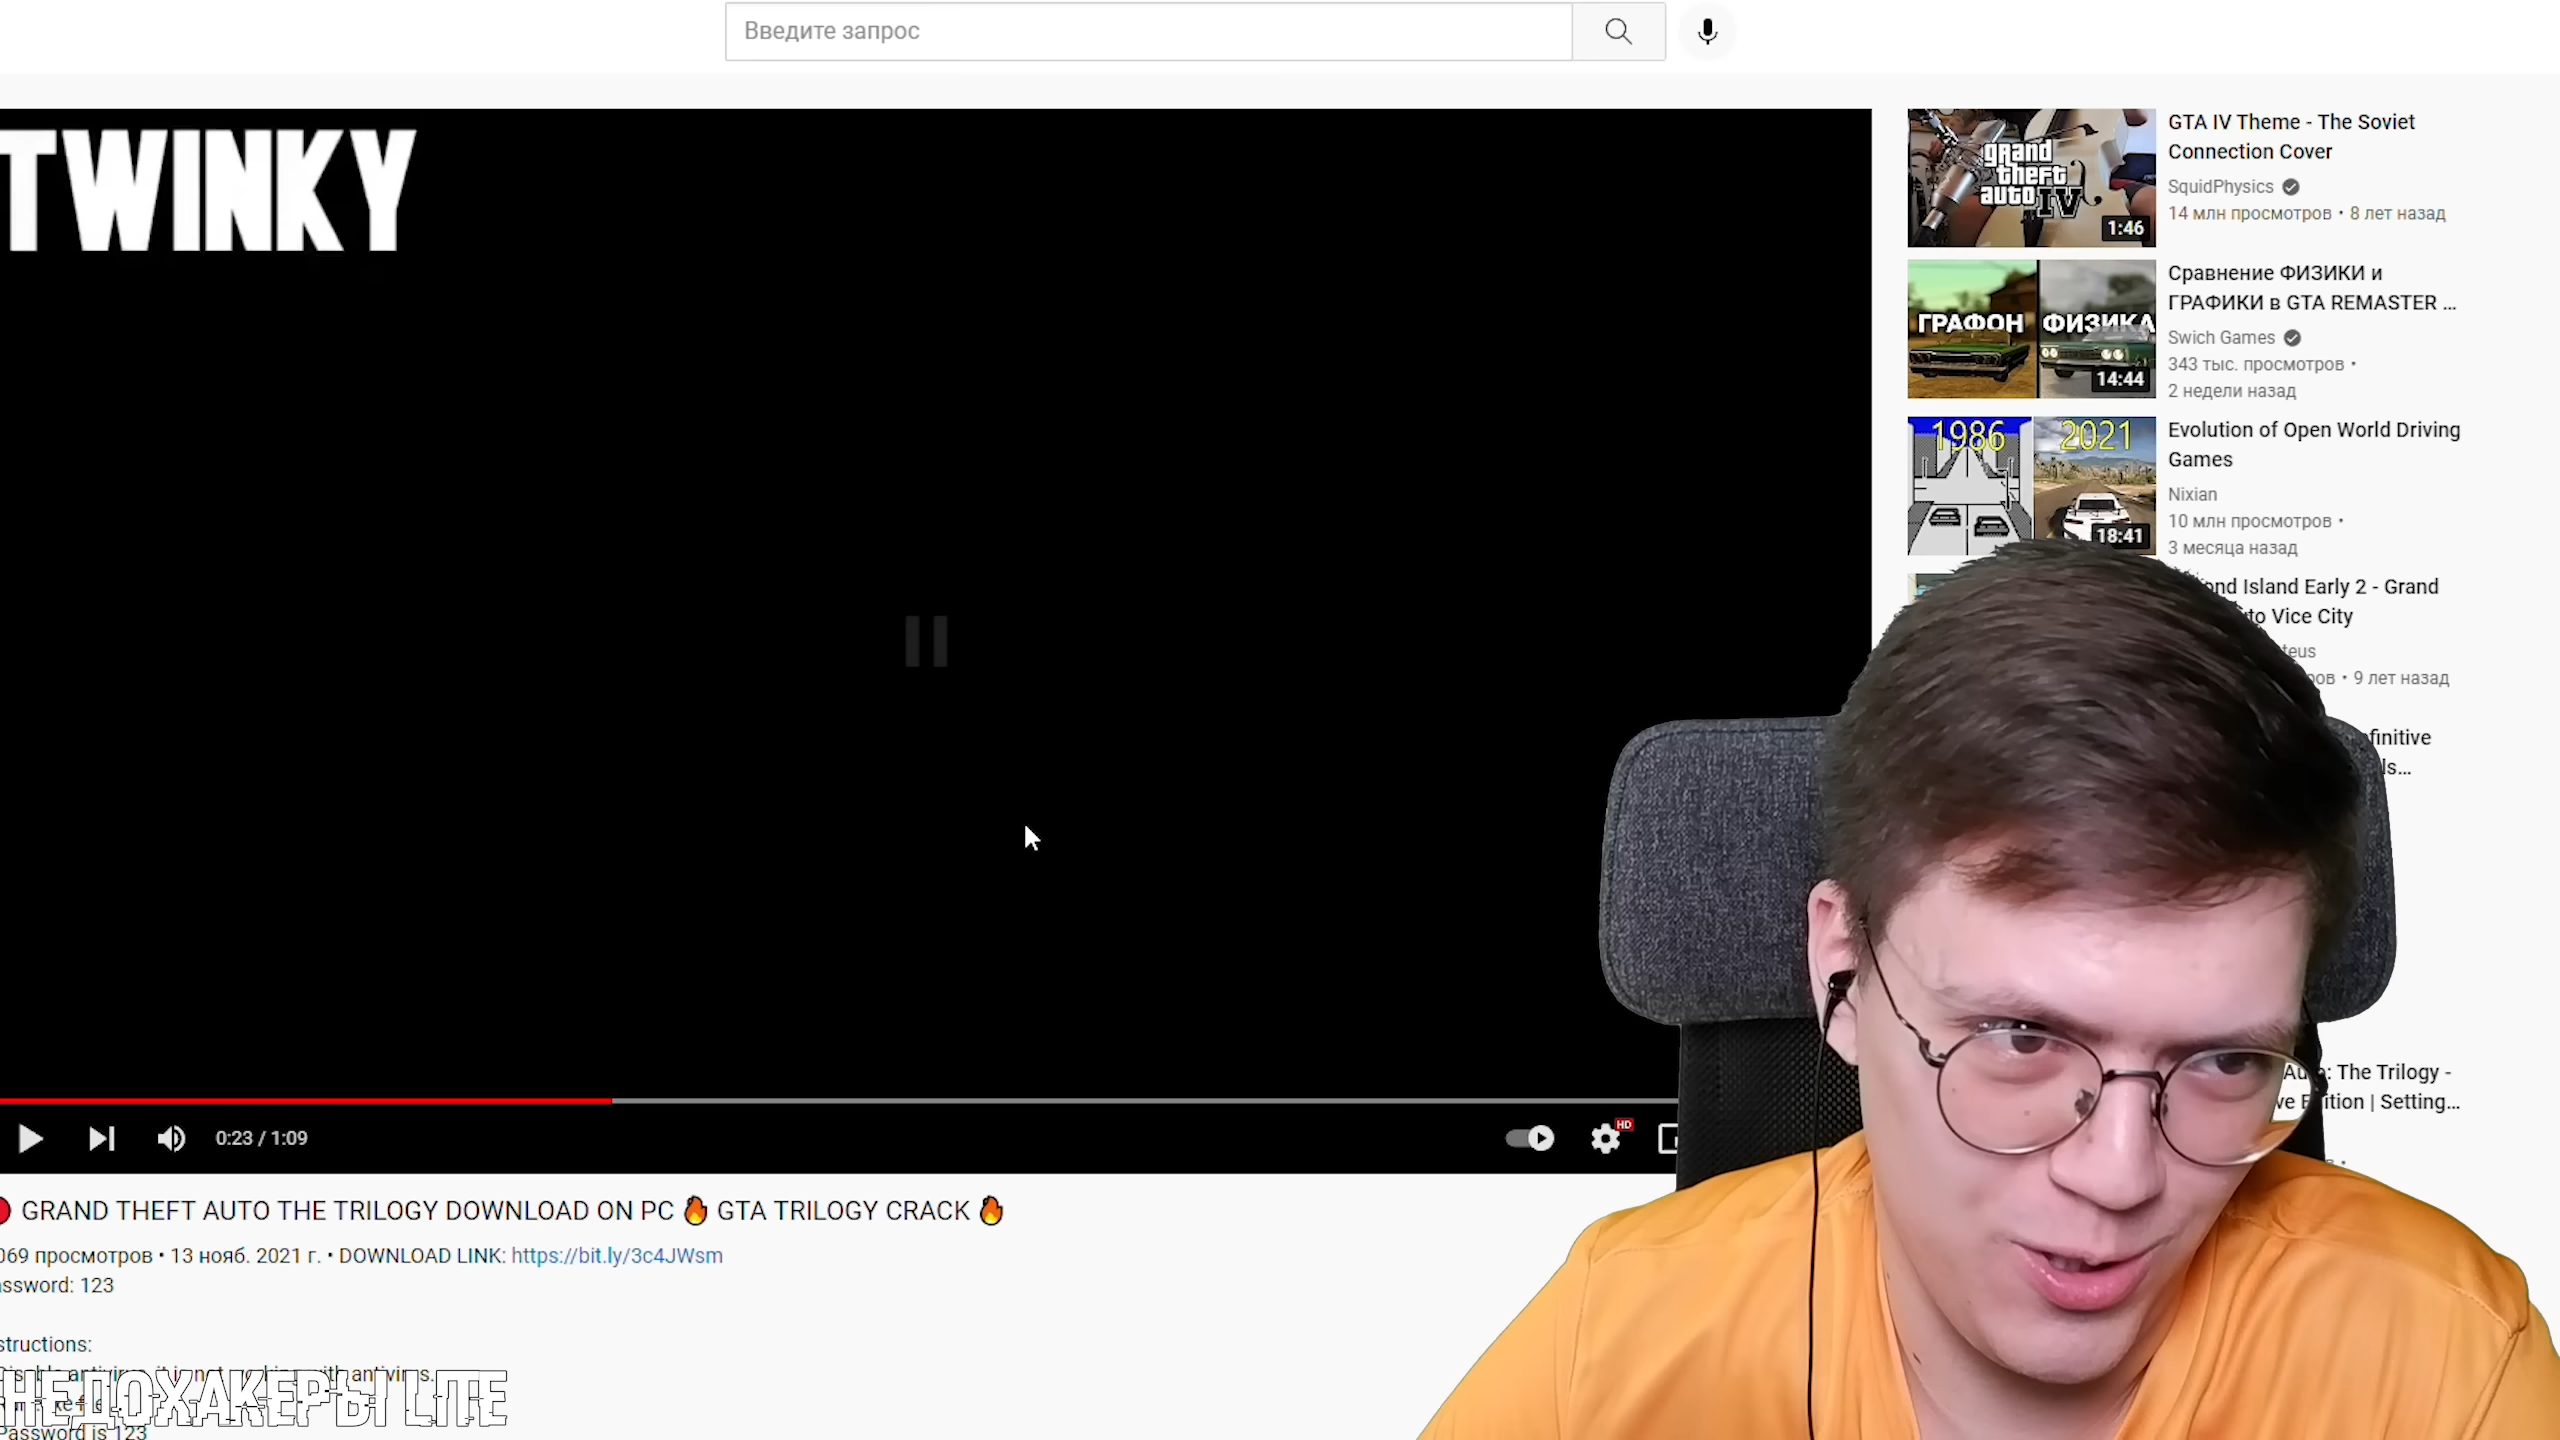 Введите запрос
TWINKY
GTA IV Theme - The Soviet
Connection Cover
SquidPhysics
14 млн просмотров • 8 лет назад
grand
theft
auto IV
1:46
Сравнение ФИЗИКИ и
ГРАФИКИ в GTA REMASTER ...
Swich Games
343 тыс. просмотров •
2 недели назад
ГРАФОН ФИЗИКА
14:44
Evolution of Open World Driving
Games
Nixian
10 млн просмотров •
3 месяца назад
1986 2021
18:41
Island Early 2 - Grand
Vice City
• 9 лет назад
The Trilogy -
| Setting...
0:23 / 1:09
HD
GRAND THEFT AUTO THE TRILOGY DOWNLOAD ON PC 🔥 GTA TRILOGY CRACK 🔥
069 просмотров • 13 нояб. 2021 г. • DOWNLOAD LINK: https://bit.ly/3c4JWsm
ssword: 123
structions:
antivirus.
НЕДОХАКЕРЫ LITE
Password is 123